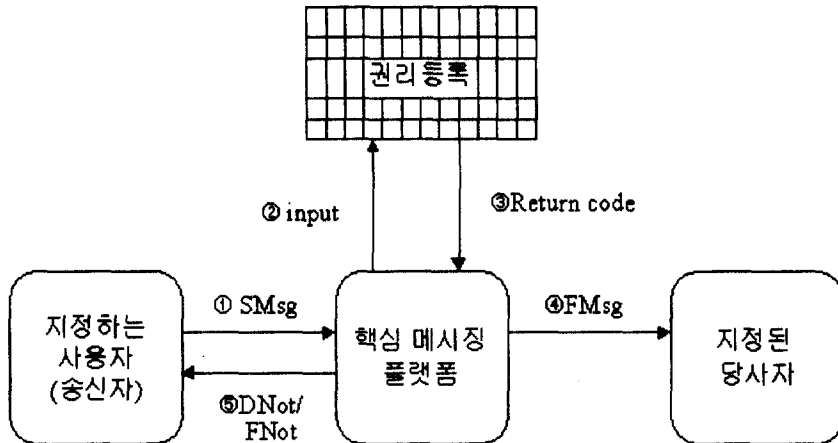 권리등록
② input
③Return code
지정하는
사용자
(송신자)
① SMsg
⑤DNot/
FNot
핵심 메시징
플랫폼
④FMsg
지정된
당사자